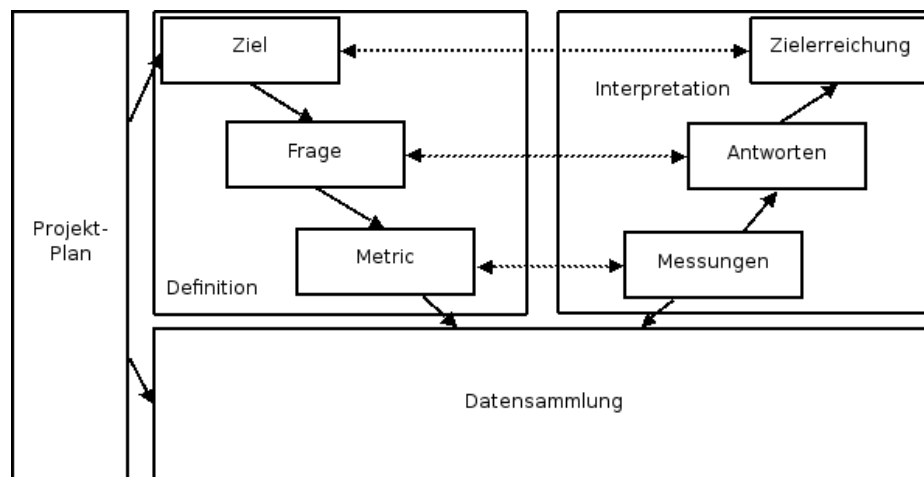 Ziel
Zielerreichung
Interpretation
Frage
Antworten
Projekt-
Plan
Metric
Messungen
Definition
Datensammlung